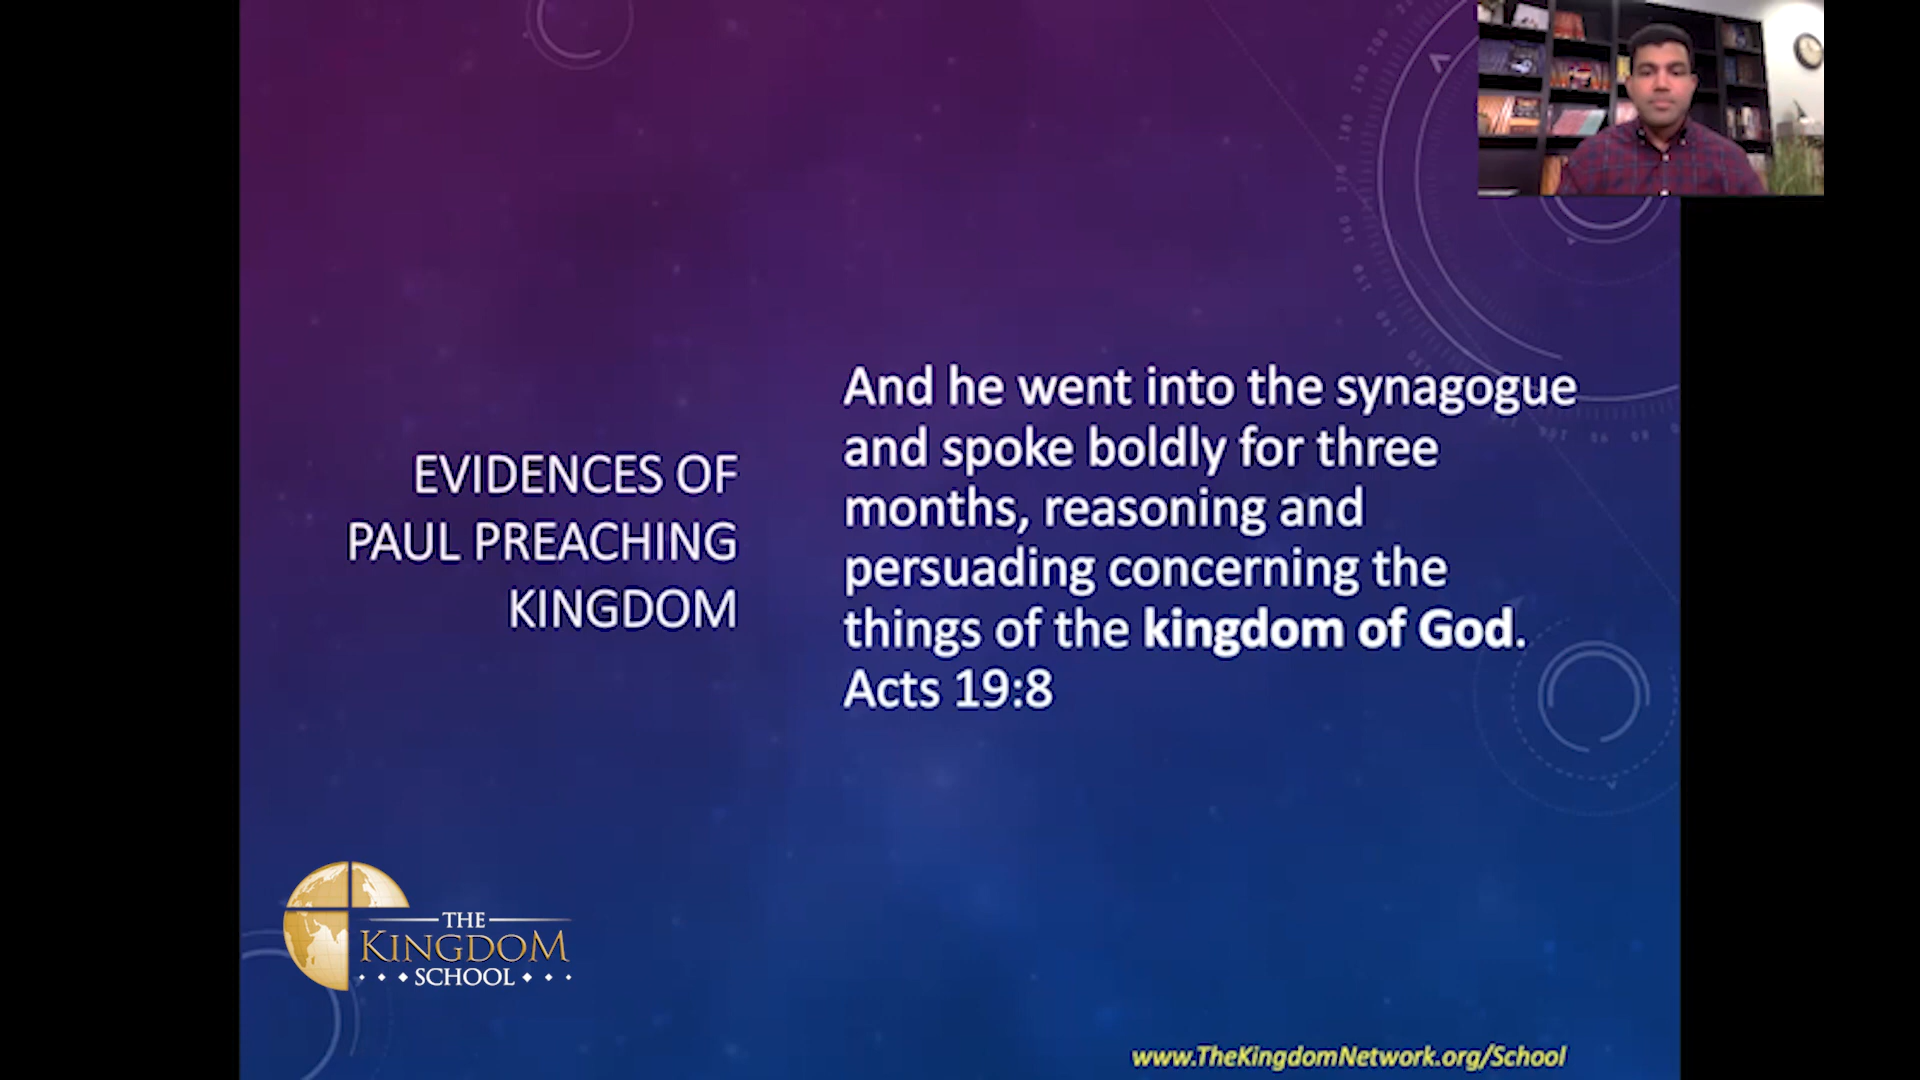 EVIDENCES OF
PAUL PREACHING
KINGDOM
And he went into the synagogue
and spoke boldly for three
months, reasoning and
persuading concerning the
things of the kingdom of God.
Acts 19:8
THE
KINGDOM
SCHOOL
www.TheKingdomNetwork.org/School